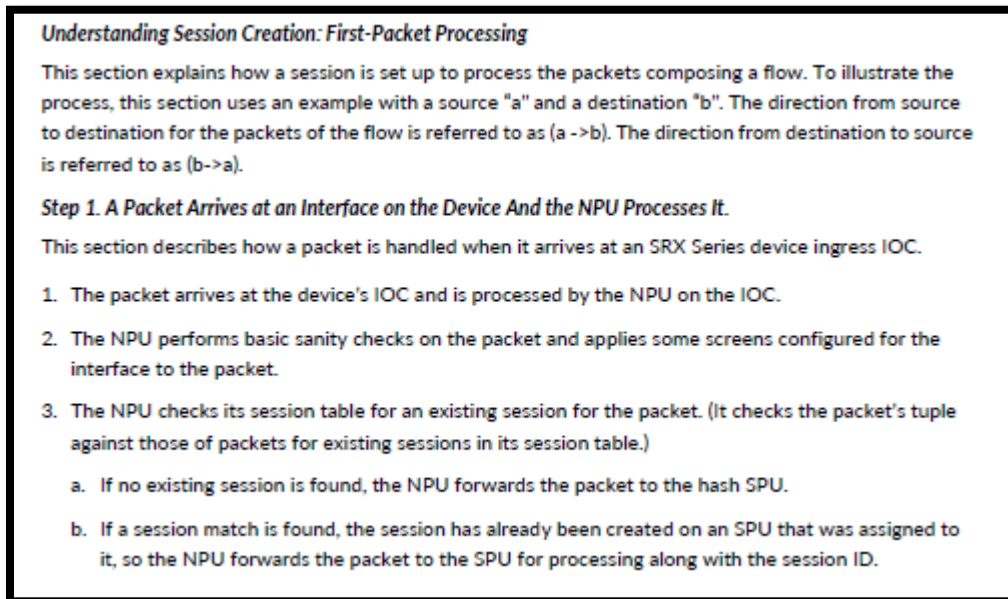 Understanding Session Creation: First-Packet Processing
This section explains how a session is set up to process the packets composing a flow. To illustrate the
process, this section uses an example with a source "a" and a destination "b". The direction from source
to destination for the packets of the flow is referred to as (a ->b). The direction from destination to source
is referred to as (b->a).
Step 1. A Packet Arrives at an Interface on the Device And the NPU Processes It.
This section describes how a packet is handled when it arrives at an SRX Series device ingress IOC.
1. The packet arrives at the device's IOC and is processed by the NPU on the IOC.
2. The NPU performs basic sanity checks on the packet and applies some screens configured for the
interface to the packet.
3. The NPU checks its session table for an existing session for the packet. (It checks the packet's tuple
against those of packets for existing sessions in its session table.)
a. If no existing session is found, the NPU forwards the packet to the hash SPU.
b. If a session match is found, the session has already been created on an SPU that was assigned to
it, so the NPU forwards the packet to the SPU for processing along with the session ID.